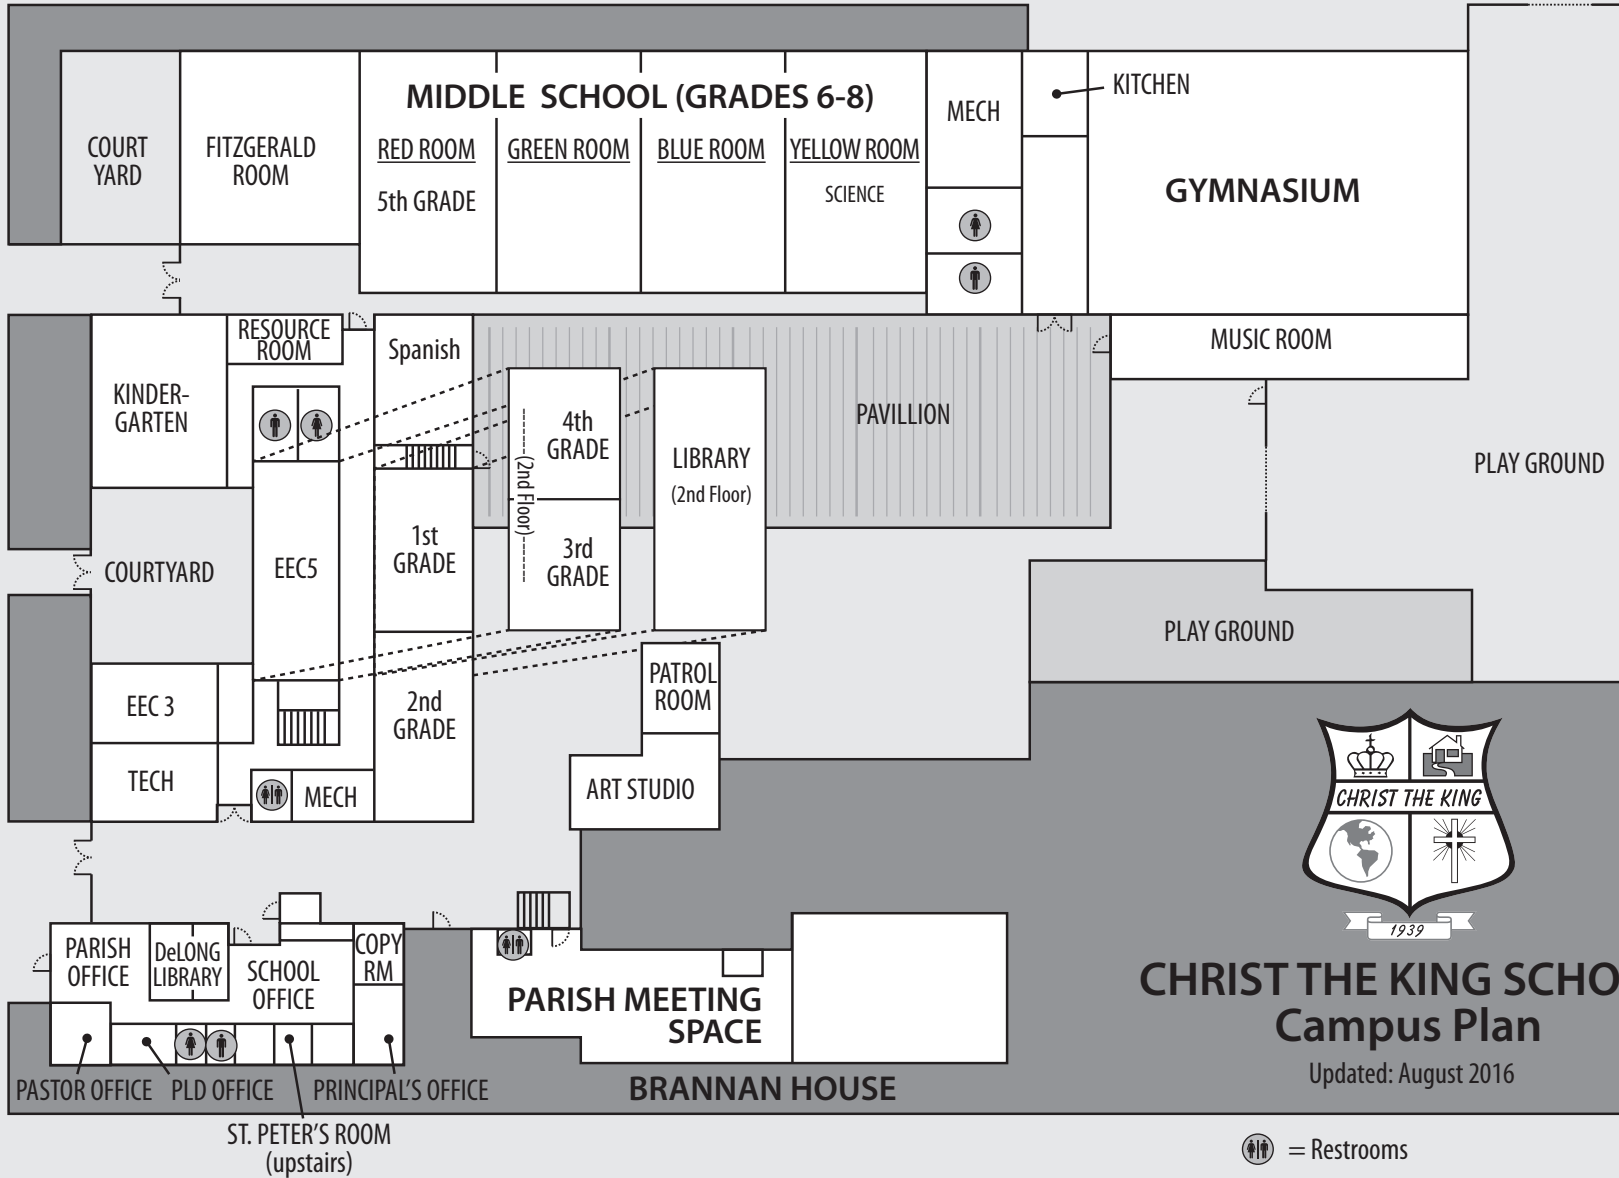 MIDDLE SCHOOL (GRADES 6-8)
KITCHEN
MECH
COURT
YARD
FITZGERALD
ROOM
RED ROOM
5th GRADE
GREEN ROOM
BLUE ROOM
YELLOW ROOM
SCIENCE
GYMNASIUM
RESOURCE
ROOM
Spanish
MUSIC ROOM
KINDER-
GARTEN
4th
GRADE
(2nd Floor)
LIBRARY
(2nd Floor)
PAVILLION
PLAY GROUND
COURTYARD
EEC5
1st
GRADE
3rd
GRADE
PLAY GROUND
EEC 3
2nd
GRADE
PATROL
ROOM
TECH
MECH
ART STUDIO
CHRIST THE KING
1939
PARISH
OFFICE
DeLONG
LIBRARY
SCHOOL
OFFICE
COPY
RM
PARISH MEETING
SPACE
CHRIST THE KING SCHO
Campus Plan
Updated: August 2016
PASTOR OFFICE
PLD OFFICE
PRINCIPAL'S OFFICE
BRANNAN HOUSE
ST. PETER'S ROOM
(upstairs)
= Restrooms